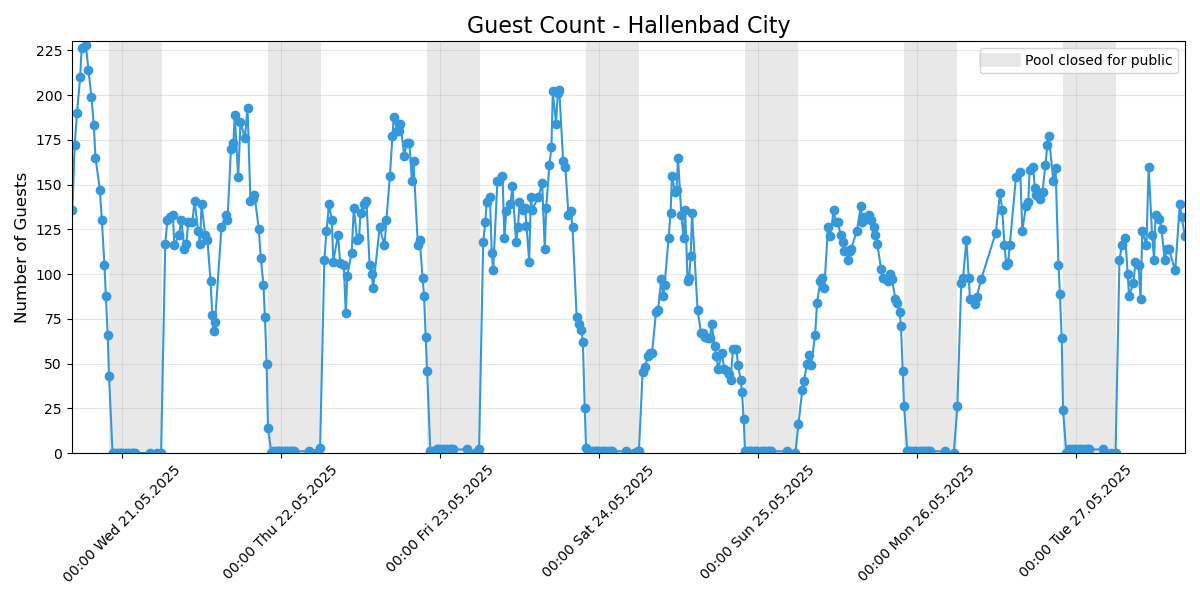 Guest Count - Hallenbad City
Pool closed for public
Number of Guests
225
200
175
150
125
100
75
50
25
0
00:00 Wed 21.05.2025
00:00 Thu 22.05.2025
00:00 Fri 23.05.2025
00:00 Sat 24.05.2025
00:00 Sun 25.05.2025
00:00 Mon 26.05.2025
00:00 Tue 27.05.2025